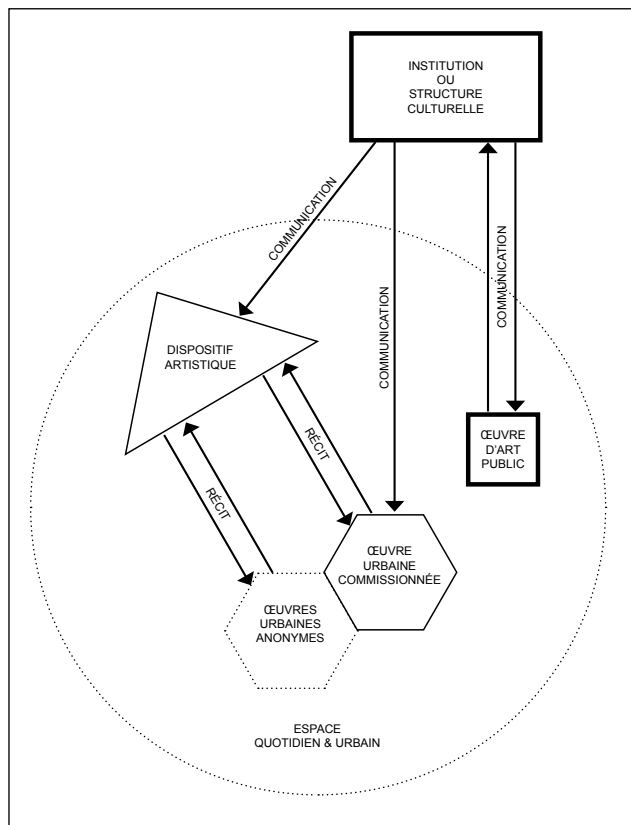 INSTITUTION
OU
STRUCTURE
CULTURELLE
COMMUNICATION
COMMUNICATION
COMMUNICATION
DISPOSITIF
ARTISTIQUE
ŒUVRE
D'ART
PUBLIC
RÉCIT
RÉCIT
ŒUVRE
URBAINE
COMMISSIONNÉE
ŒUVRES
URBAINES
ANONYMES
ESPACE
QUOTIDIEN & URBAIN